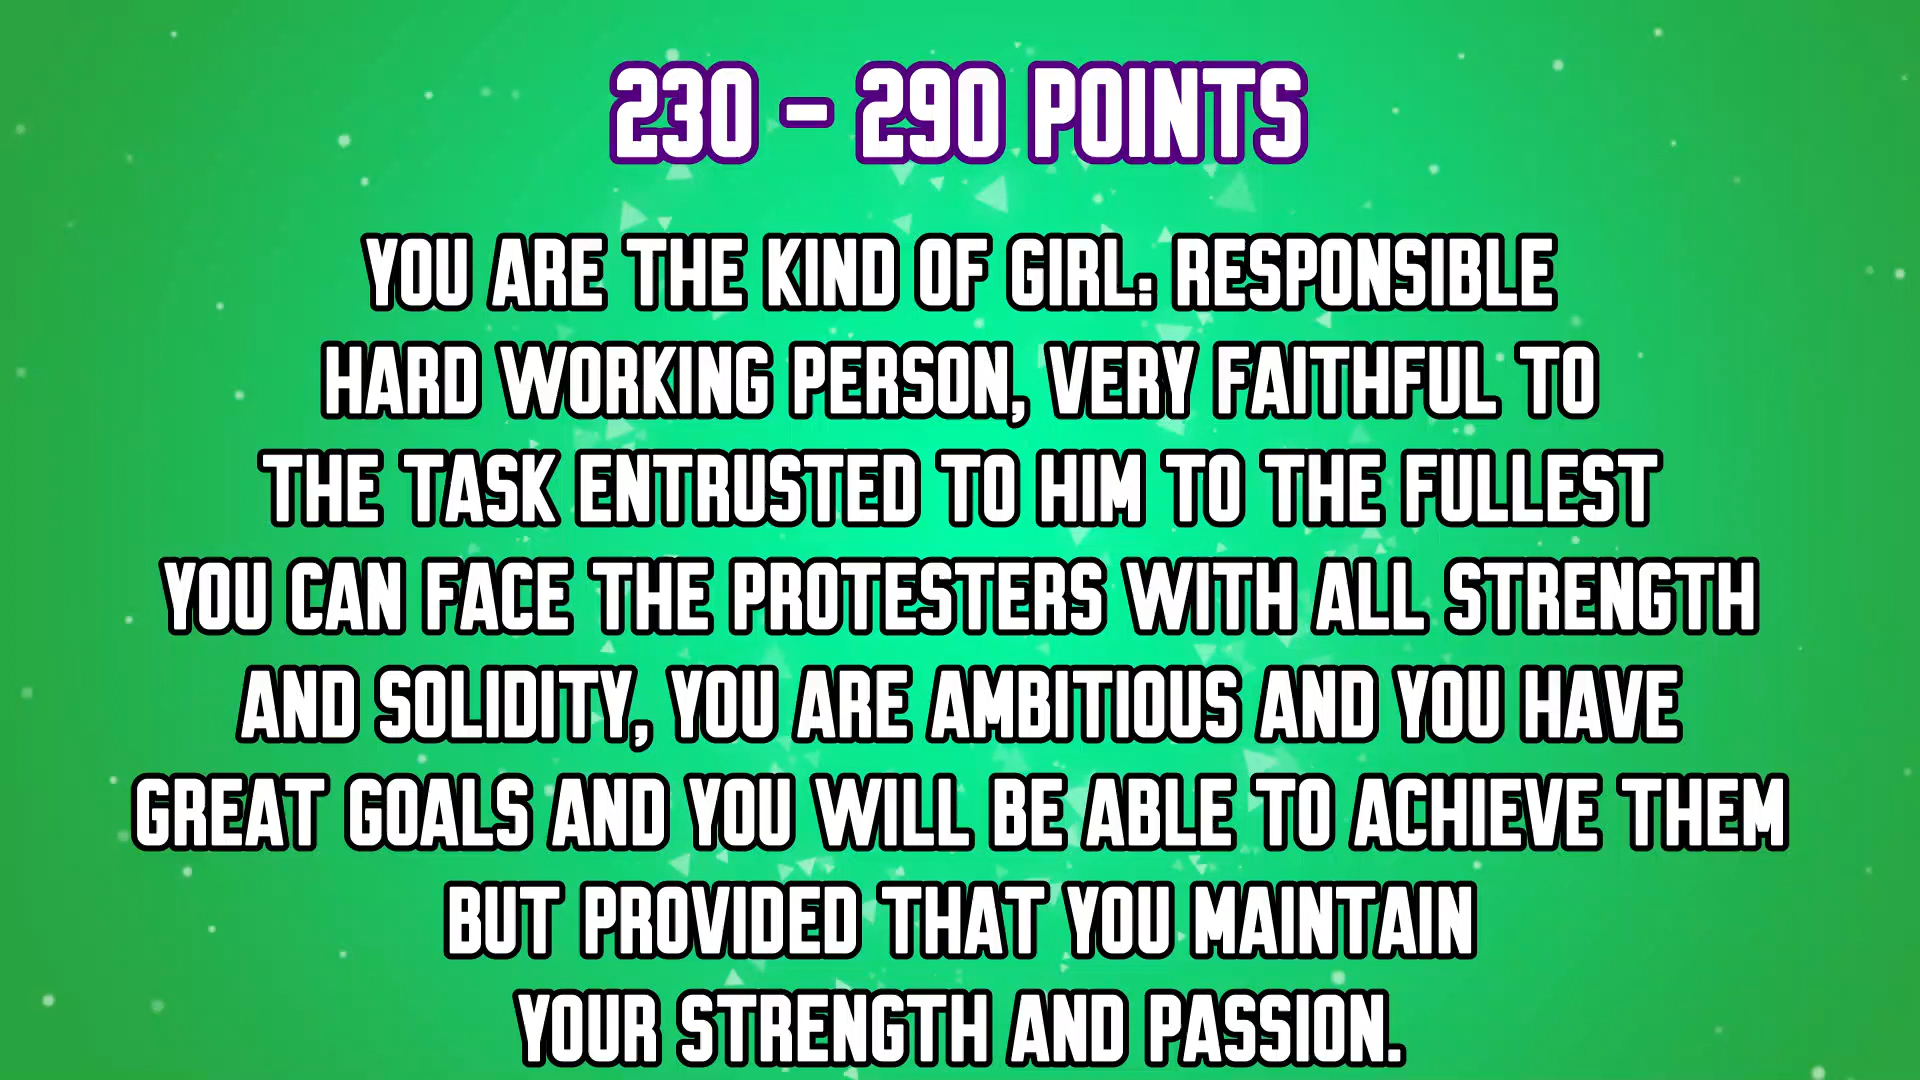 230 - 290 POINTS
YOU ARE THE KIND OF GIRL: RESPONSIBLE
HARD WORKING PERSON, VERY FAITHFUL TO
THE TASK ENTRUSTED TO HIM TO THE FULLEST
YOU CAN FACE THE PROTESTERS WITH ALL STRENGTH
AND SOLIDITY, YOU ARE AMBITIOUS AND YOU HAVE
GREAT GOALS AND YOU WILL BE ABLE TO ACHIEVE THEM
BUT PROVIDED THAT YOU MAINTAIN
YOUR STRENGTH AND PASSION.